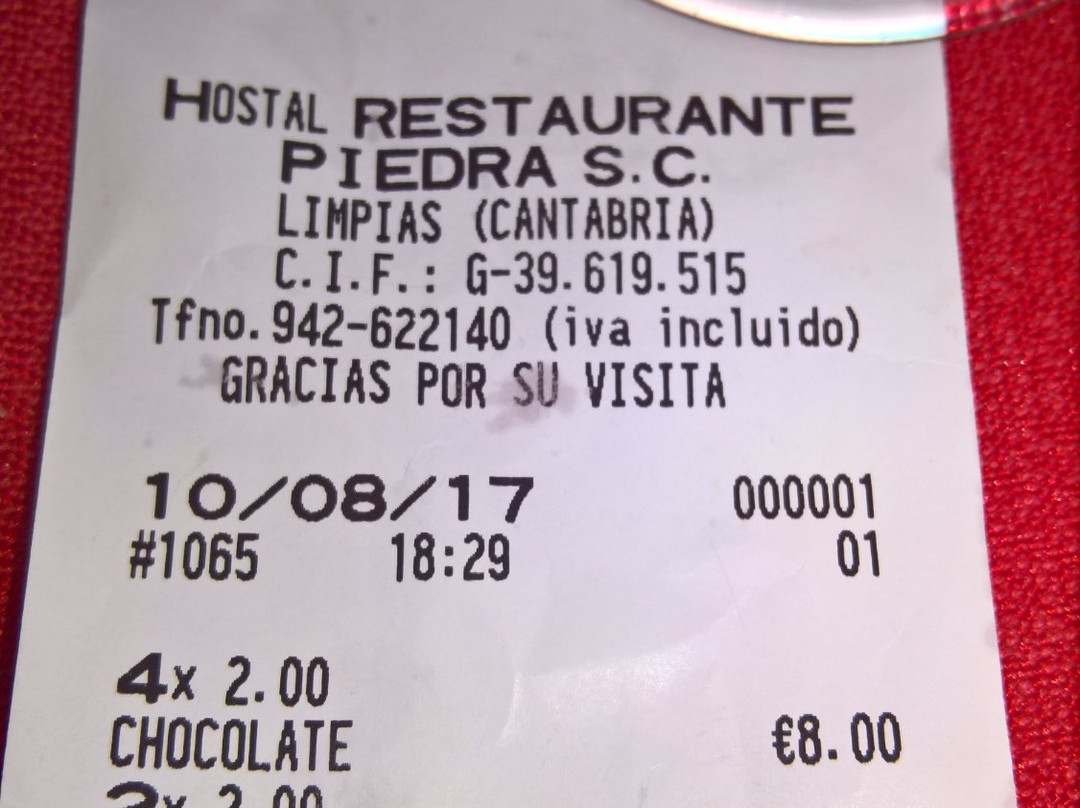 HOSTAL RESTAURANTE
PIEDRA S.C.
LIMPIAS (CANTABRIA)
C.I.F.: G-39.619.515
Tfno. 942-622140 (iva incluido)
GRACIAS POR SU VISITA
10/08/17 000001
#1065 18:29 01
4x 2.00
CHOCOLATE €8.00